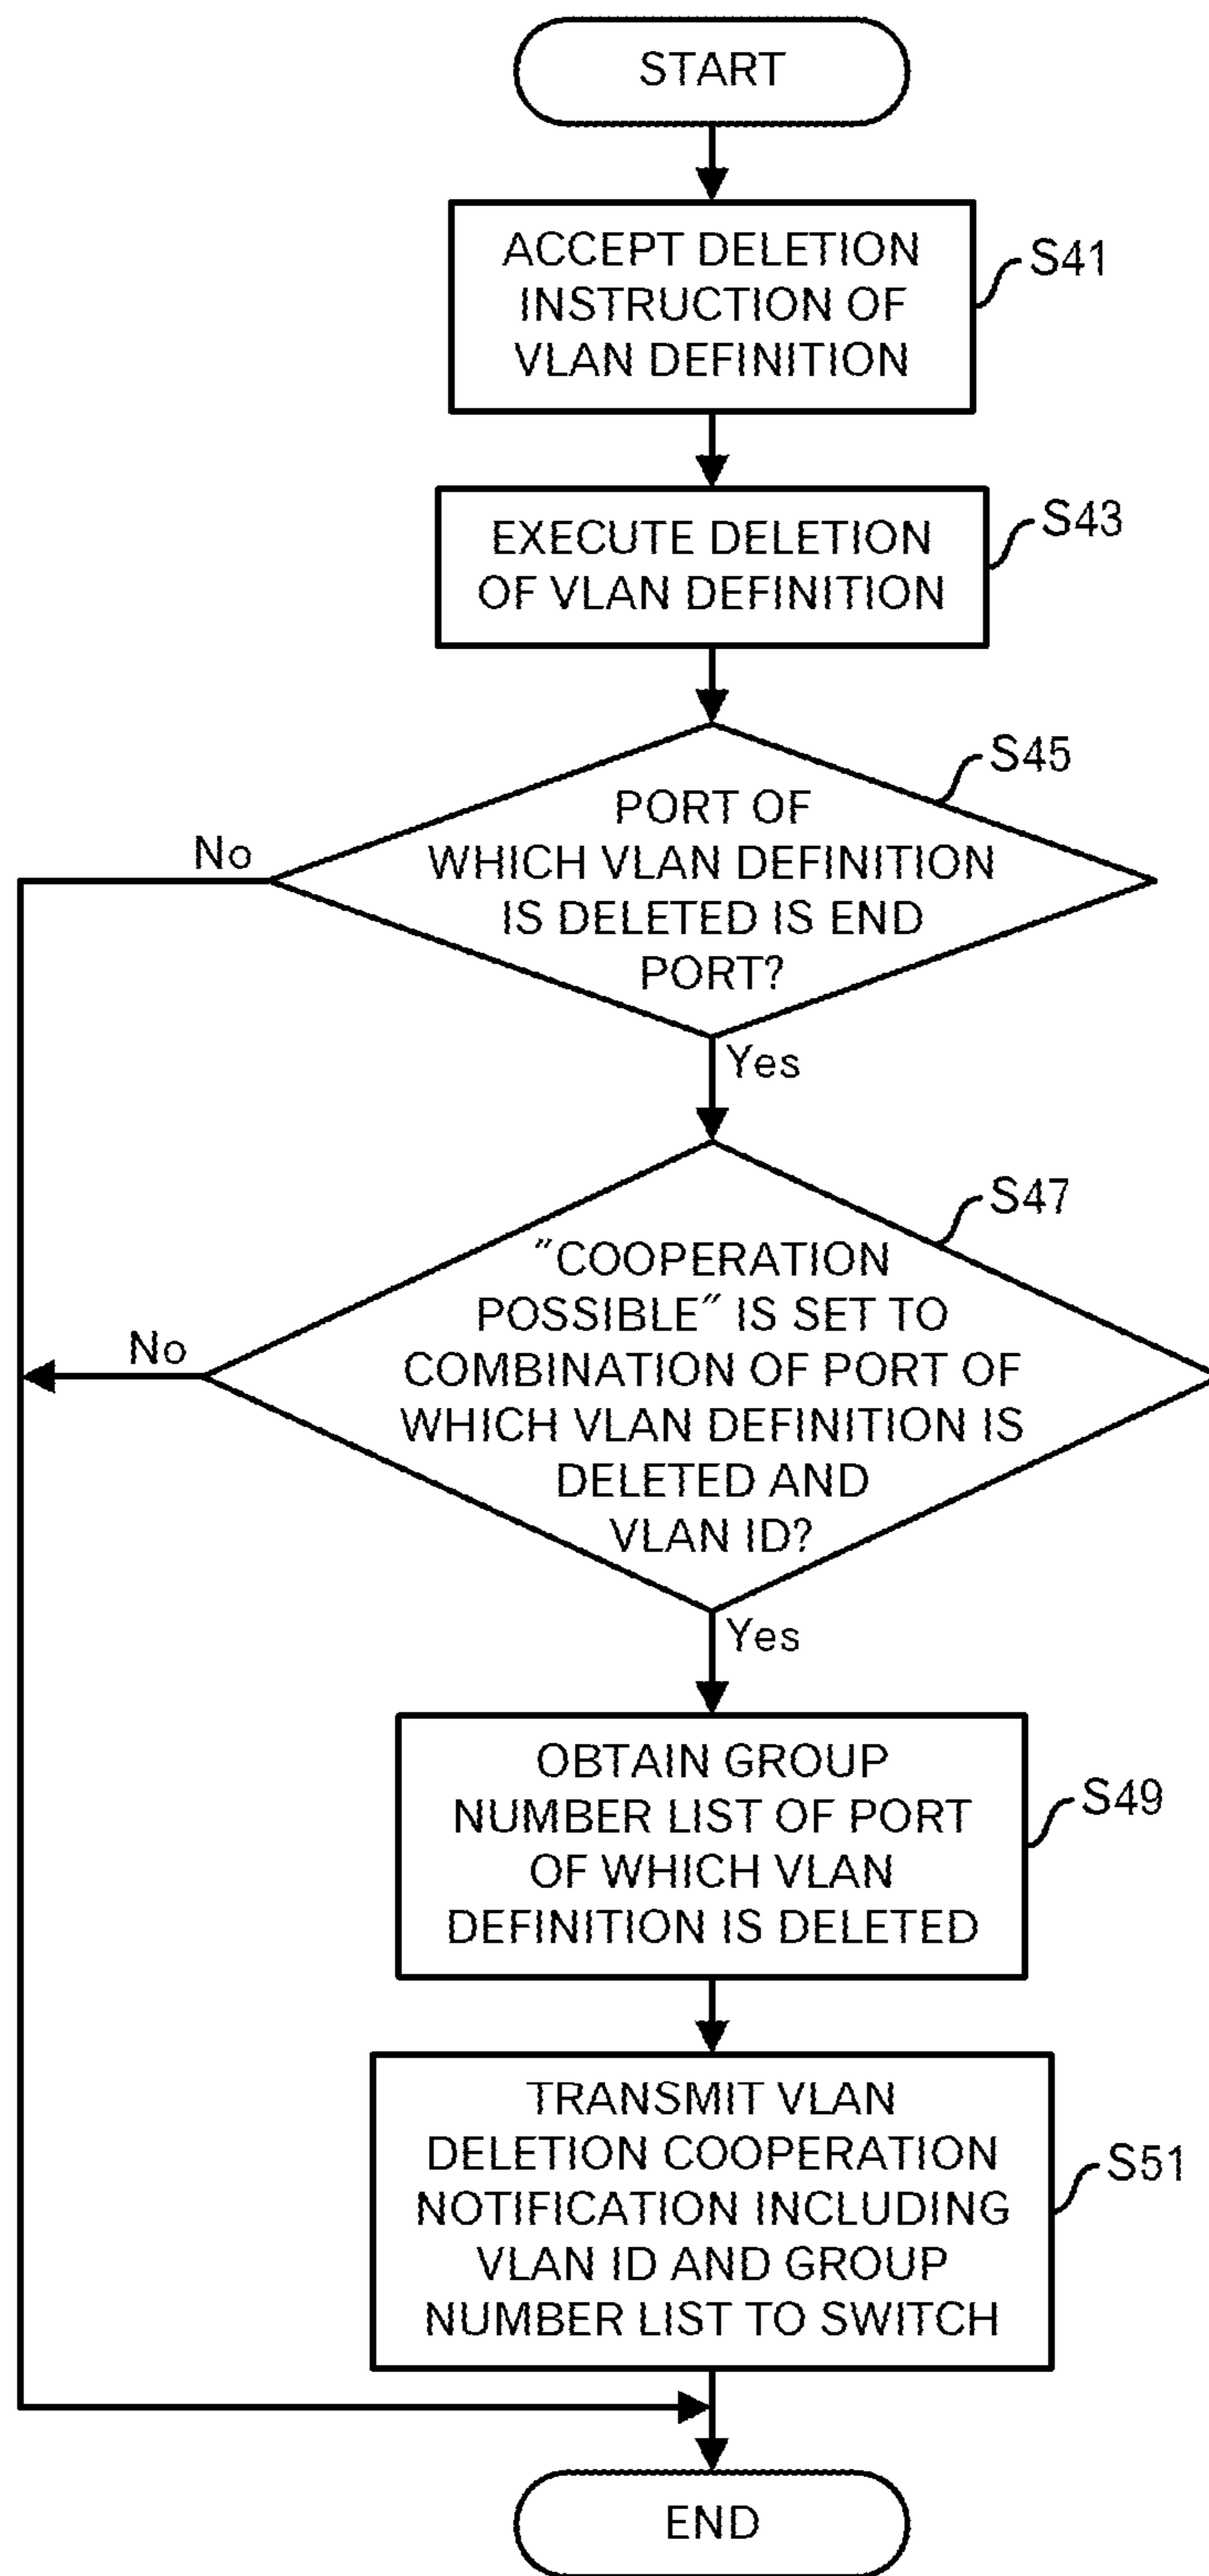 START
ACCEPT DELETION
INSTRUCTION OF
VLAN DEFINITION
S41
EXECUTE DELETION
OF VLAN DEFINITION
S43
PORT OF
WHICH VLAN DEFINITION
IS DELETED IS END
PORT?
S45
No
Yes
"COOPERATION
POSSIBLE" IS SET TO
COMBINATION OF PORT OF
WHICH VLAN DEFINITION IS
DELETED AND
VLAN ID?
S47
No
Yes
OBTAIN GROUP
NUMBER LIST OF PORT
OF WHICH VLAN
DEFINITION IS DELETED
S49
TRANSMIT VLAN
DELETION COOPERATION
NOTIFICATION INCLUDING
VLAN ID AND GROUP
NUMBER LIST TO SWITCH
S51
END